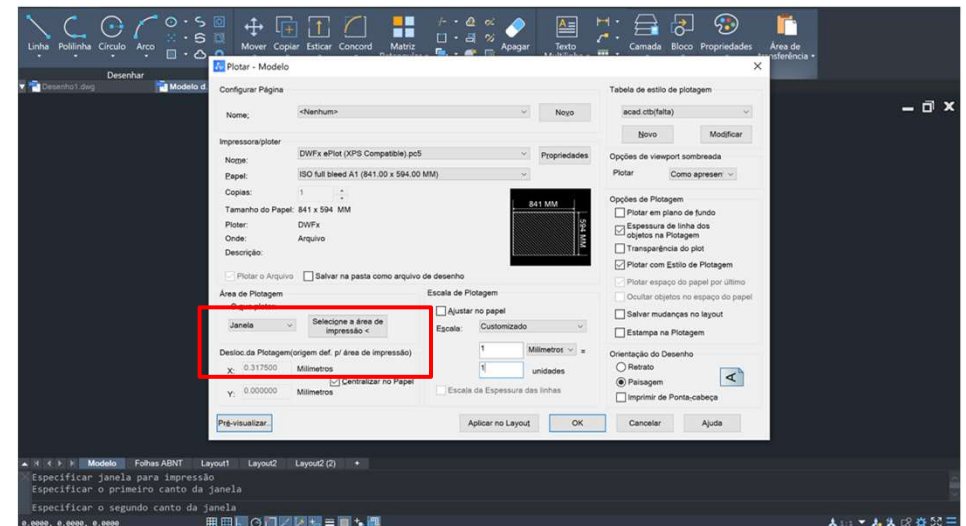 Linha Polilinha Círculo Arco
Mover Copiar Esticar Concord Matriz
Apagar
Texto
Camada Bloco Propriedades Área de
Desenhar
Desenho1.dwg
Modelo d
Plotar - Modelo
Configurar Página
Nome;
<Nenhum>
Novo
Impressora/ploter
Nome:
DWFx ePlot (XPS Compatible).pc5
Propriedades
Papel:
ISO full bleed A1 (841.00 x 594.00 MM)
Copias:
1
Tamanho do Papel: 841 x 594 MM
Ploter: DWFx
Onde: Arquivo
Descrição:
841 MM
594 MM
Plotar o Arquivo
Salvar na pasta como arquivo de desenho
Área de Plotagem
O que plotar:
Janela
Selecione a área de
impressão <
Desloc.da Plotagem(origem def. p/ área de impressão)
X: 0.317500 Milímetros
Centralizar no Papel
Y: 0.000000 Milímetros
Escala de Plotagem
Ajustar no papel
Escala: Customizado
1 Milímetros =
1 unidades
Escala da Espessura das linhas
Tabela de estilo de plotagem
acad.ctb(falta)
Novo
Modificar
Opções de viewport sombreada
Plotar
Como apresen
Opções de Plotagem
Plotar em plano de fundo
Espessura de linha dos
objetos na Plotagem
Transparência do plot
Plotar com Estilo de Plotagem
Plotar espaço do papel por último
Ocultar objetos no espaço do papel
Salvar mudanças no layout
Estampa na Plotagem
Orientação do Desenho
Retrato
Paisagem
Imprimir de Ponta-cabeça
A
Pré-visualizar..
Aplicar no Layout
OK
Cancelar
Ajuda
Modelo Folhas ABNT Layout1 Layout2 Layout2 (2) +
Especificar janela para impressão
Especificar o primeiro canto da janela
Especificar o segundo canto da janela
0.0000, 0.0000, 0.0000
1:1